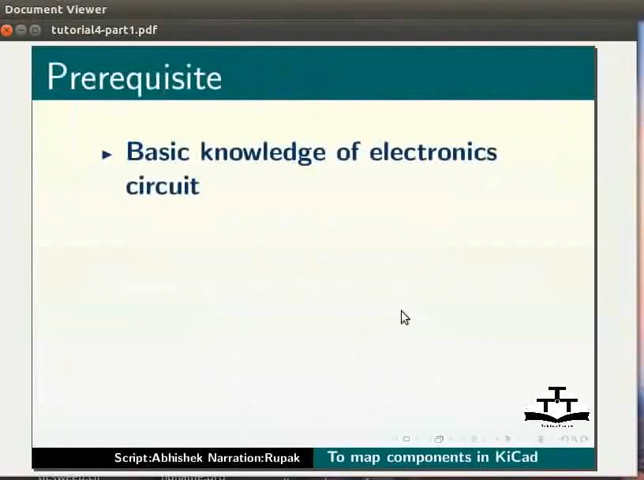 Document Viewer
tutorial4-part1.pdf
Prerequisite
Basic knowledge of electronics
circuit
Script:Abhishek Narration:Rupak
To map components in KiCad